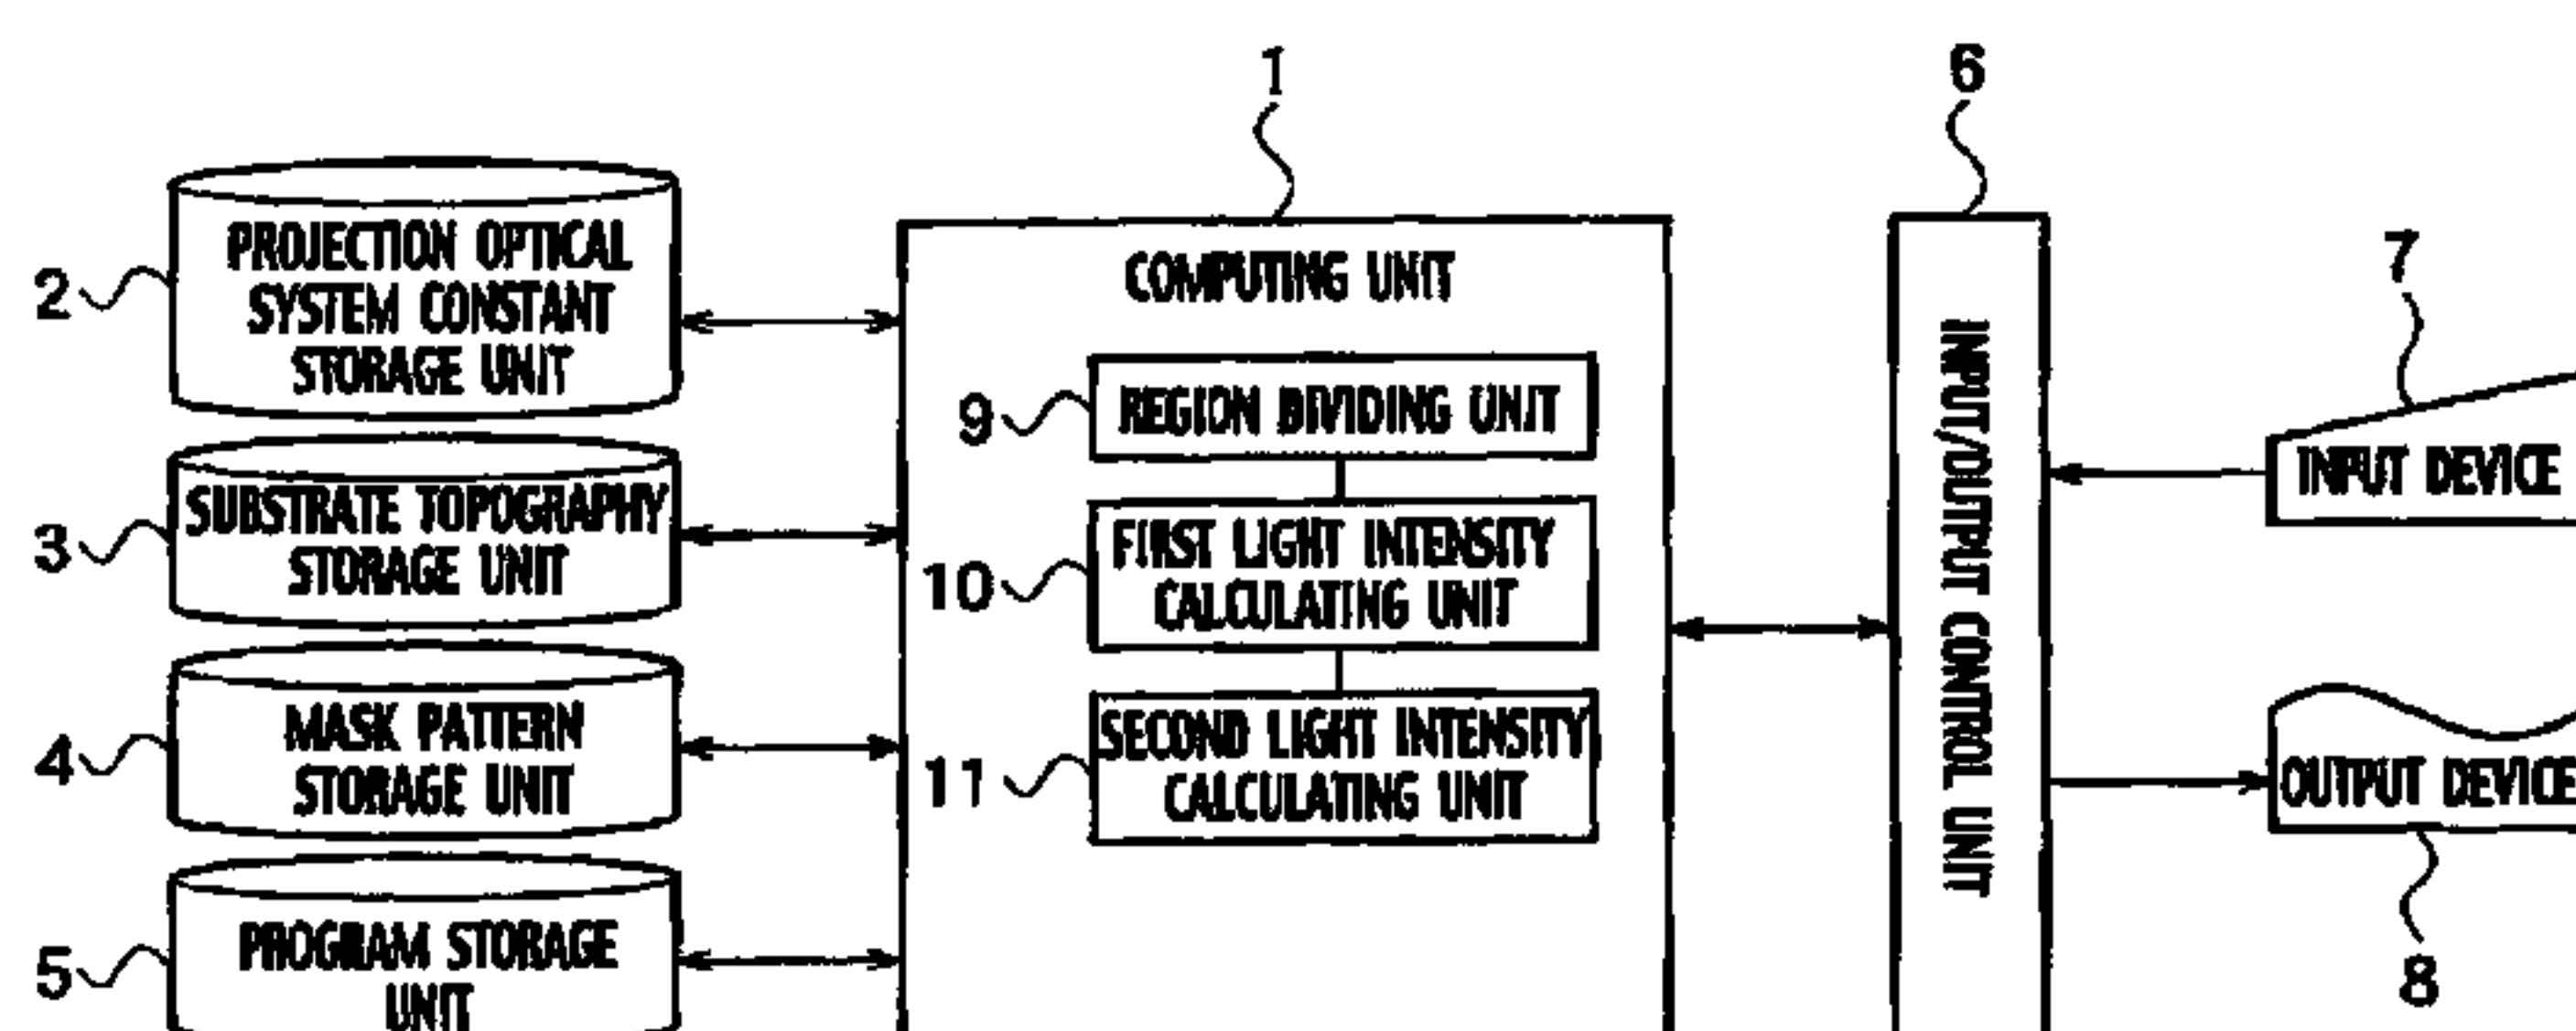 1
6
2
PROJECTION OPTICAL
SYSTEM CONSTANT
STORAGE UNIT
3
SUBSTRATE TOPOGRAPHY
STORAGE UNIT
4
MASK PATTERN
STORAGE UNIT
5
PROGRAM STORAGE
UNIT
COMPUTING UNIT
9
REGION DIVIDING UNIT
10
FIRST LIGHT INTENSITY
CALCULATING UNIT
11
SECOND LIGHT INTENSITY
CALCULATING UNIT
INPUT/OUTPUT CONTROL UNIT
7
INPUT DEVICE
OUTPUT DEVICE
8